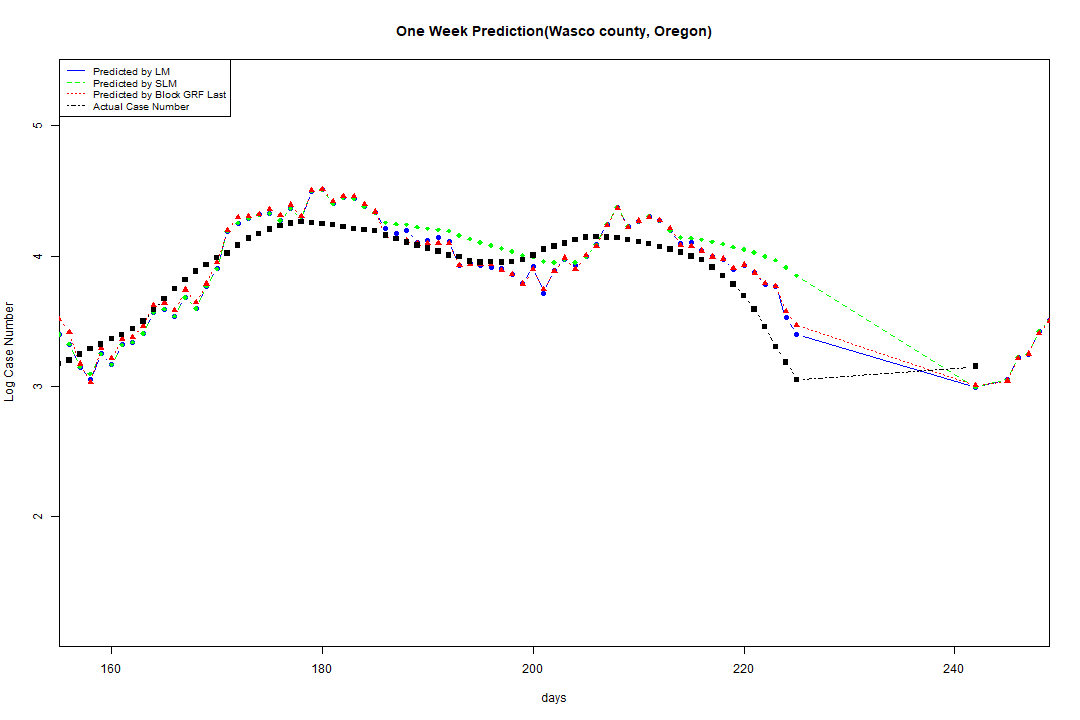 One Week Prediction(Wasco county, Oregon)
Predicted by LM
Predicted by SLM
Predicted by Block GRF Last
Actual Case Number
5
4
3
2
Log Case Number
160 180 200 220 240
days